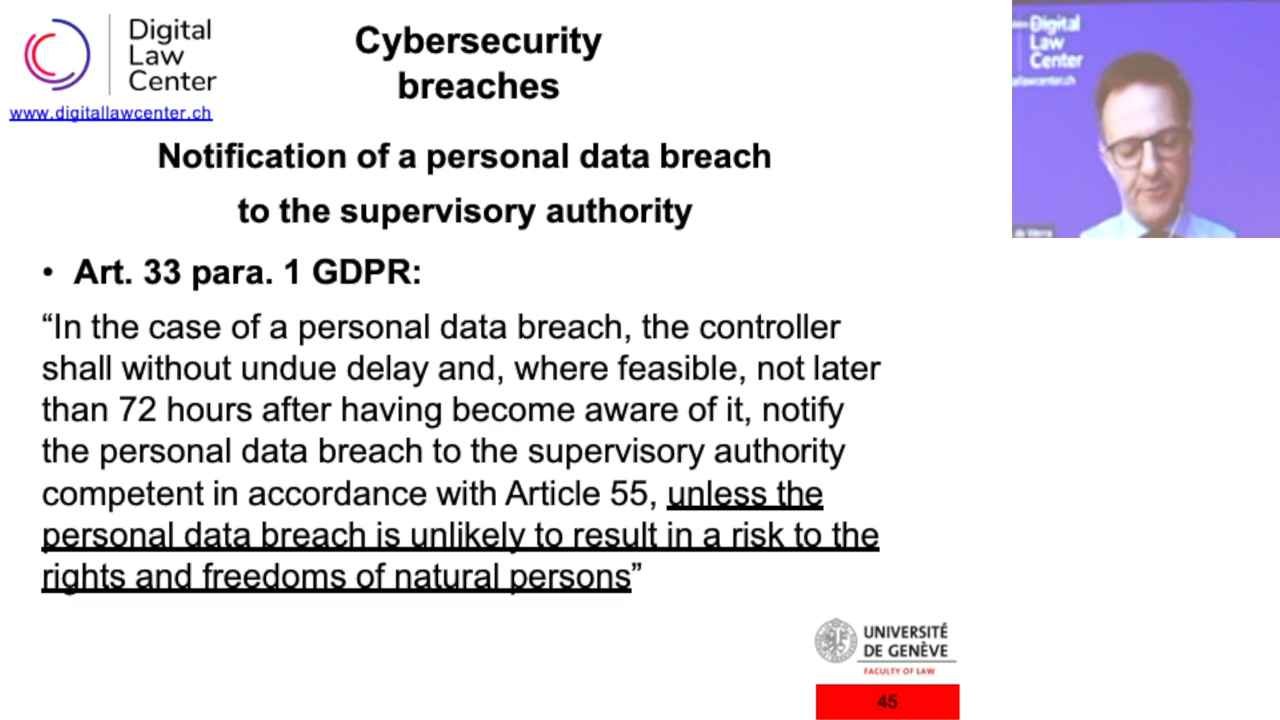 Digital
Law
Center
www.digitallawcenter.ch
Cybersecurity
breaches
Notification of a personal data breach
to the supervisory authority
• Art. 33 para. 1 GDPR:
“In the case of a personal data breach, the controller
shall without undue delay and, where feasible, not later
than 72 hours after having become aware of it, notify
the personal data breach to the supervisory authority
competent in accordance with Article 55, unless the
personal data breach is unlikely to result in a risk to the
rights and freedoms of natural persons”
UNIVERSITÉ
DE GENÈVE
FACULTY OF LAW
45
Digital
Law
Center
de Werra